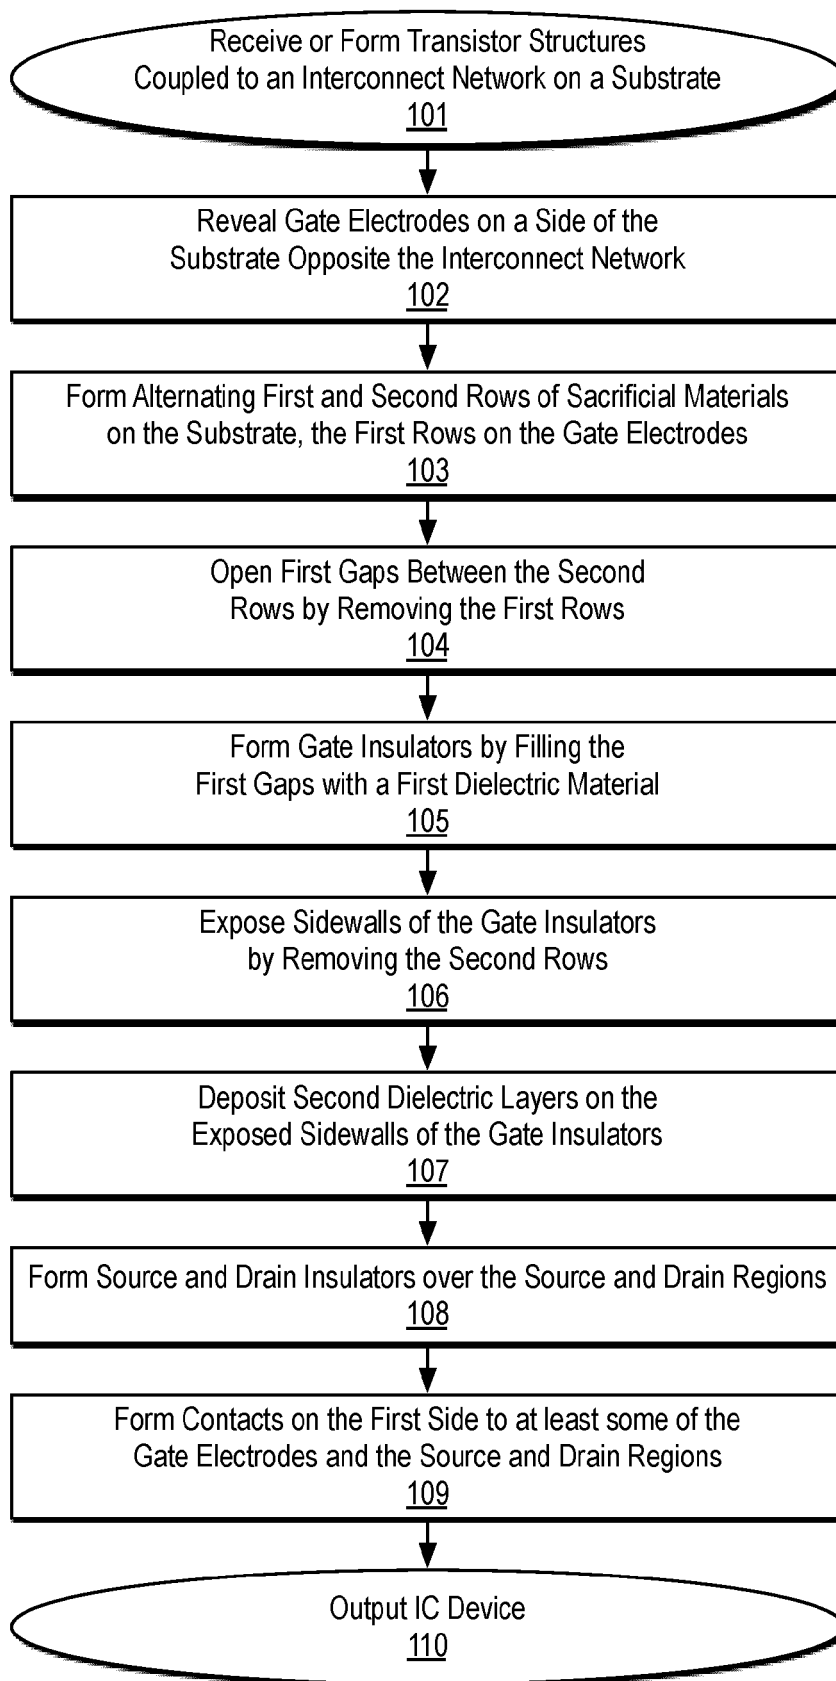 Receive or Form Transistor Structures
Coupled to an Interconnect Network on a Substrate
101
Reveal Gate Electrodes on a Side of the
Substrate Opposite the Interconnect Network
102
Form Alternating First and Second Rows of Sacrificial Materials
on the Substrate, the First Rows on the Gate Electrodes
103
Open First Gaps Between the Second
Rows by Removing the First Rows
104
Form Gate Insulators by Filling the
First Gaps with a First Dielectric Material
105
Expose Sidewalls of the Gate Insulators
by Removing the Second Rows
106
Deposit Second Dielectric Layers on the
Exposed Sidewalls of the Gate Insulators
107
Form Source and Drain Insulators over the Source and Drain Regions
108
Form Contacts on the First Side to at least some of the
Gate Electrodes and the Source and Drain Regions
109
Output IC Device
110